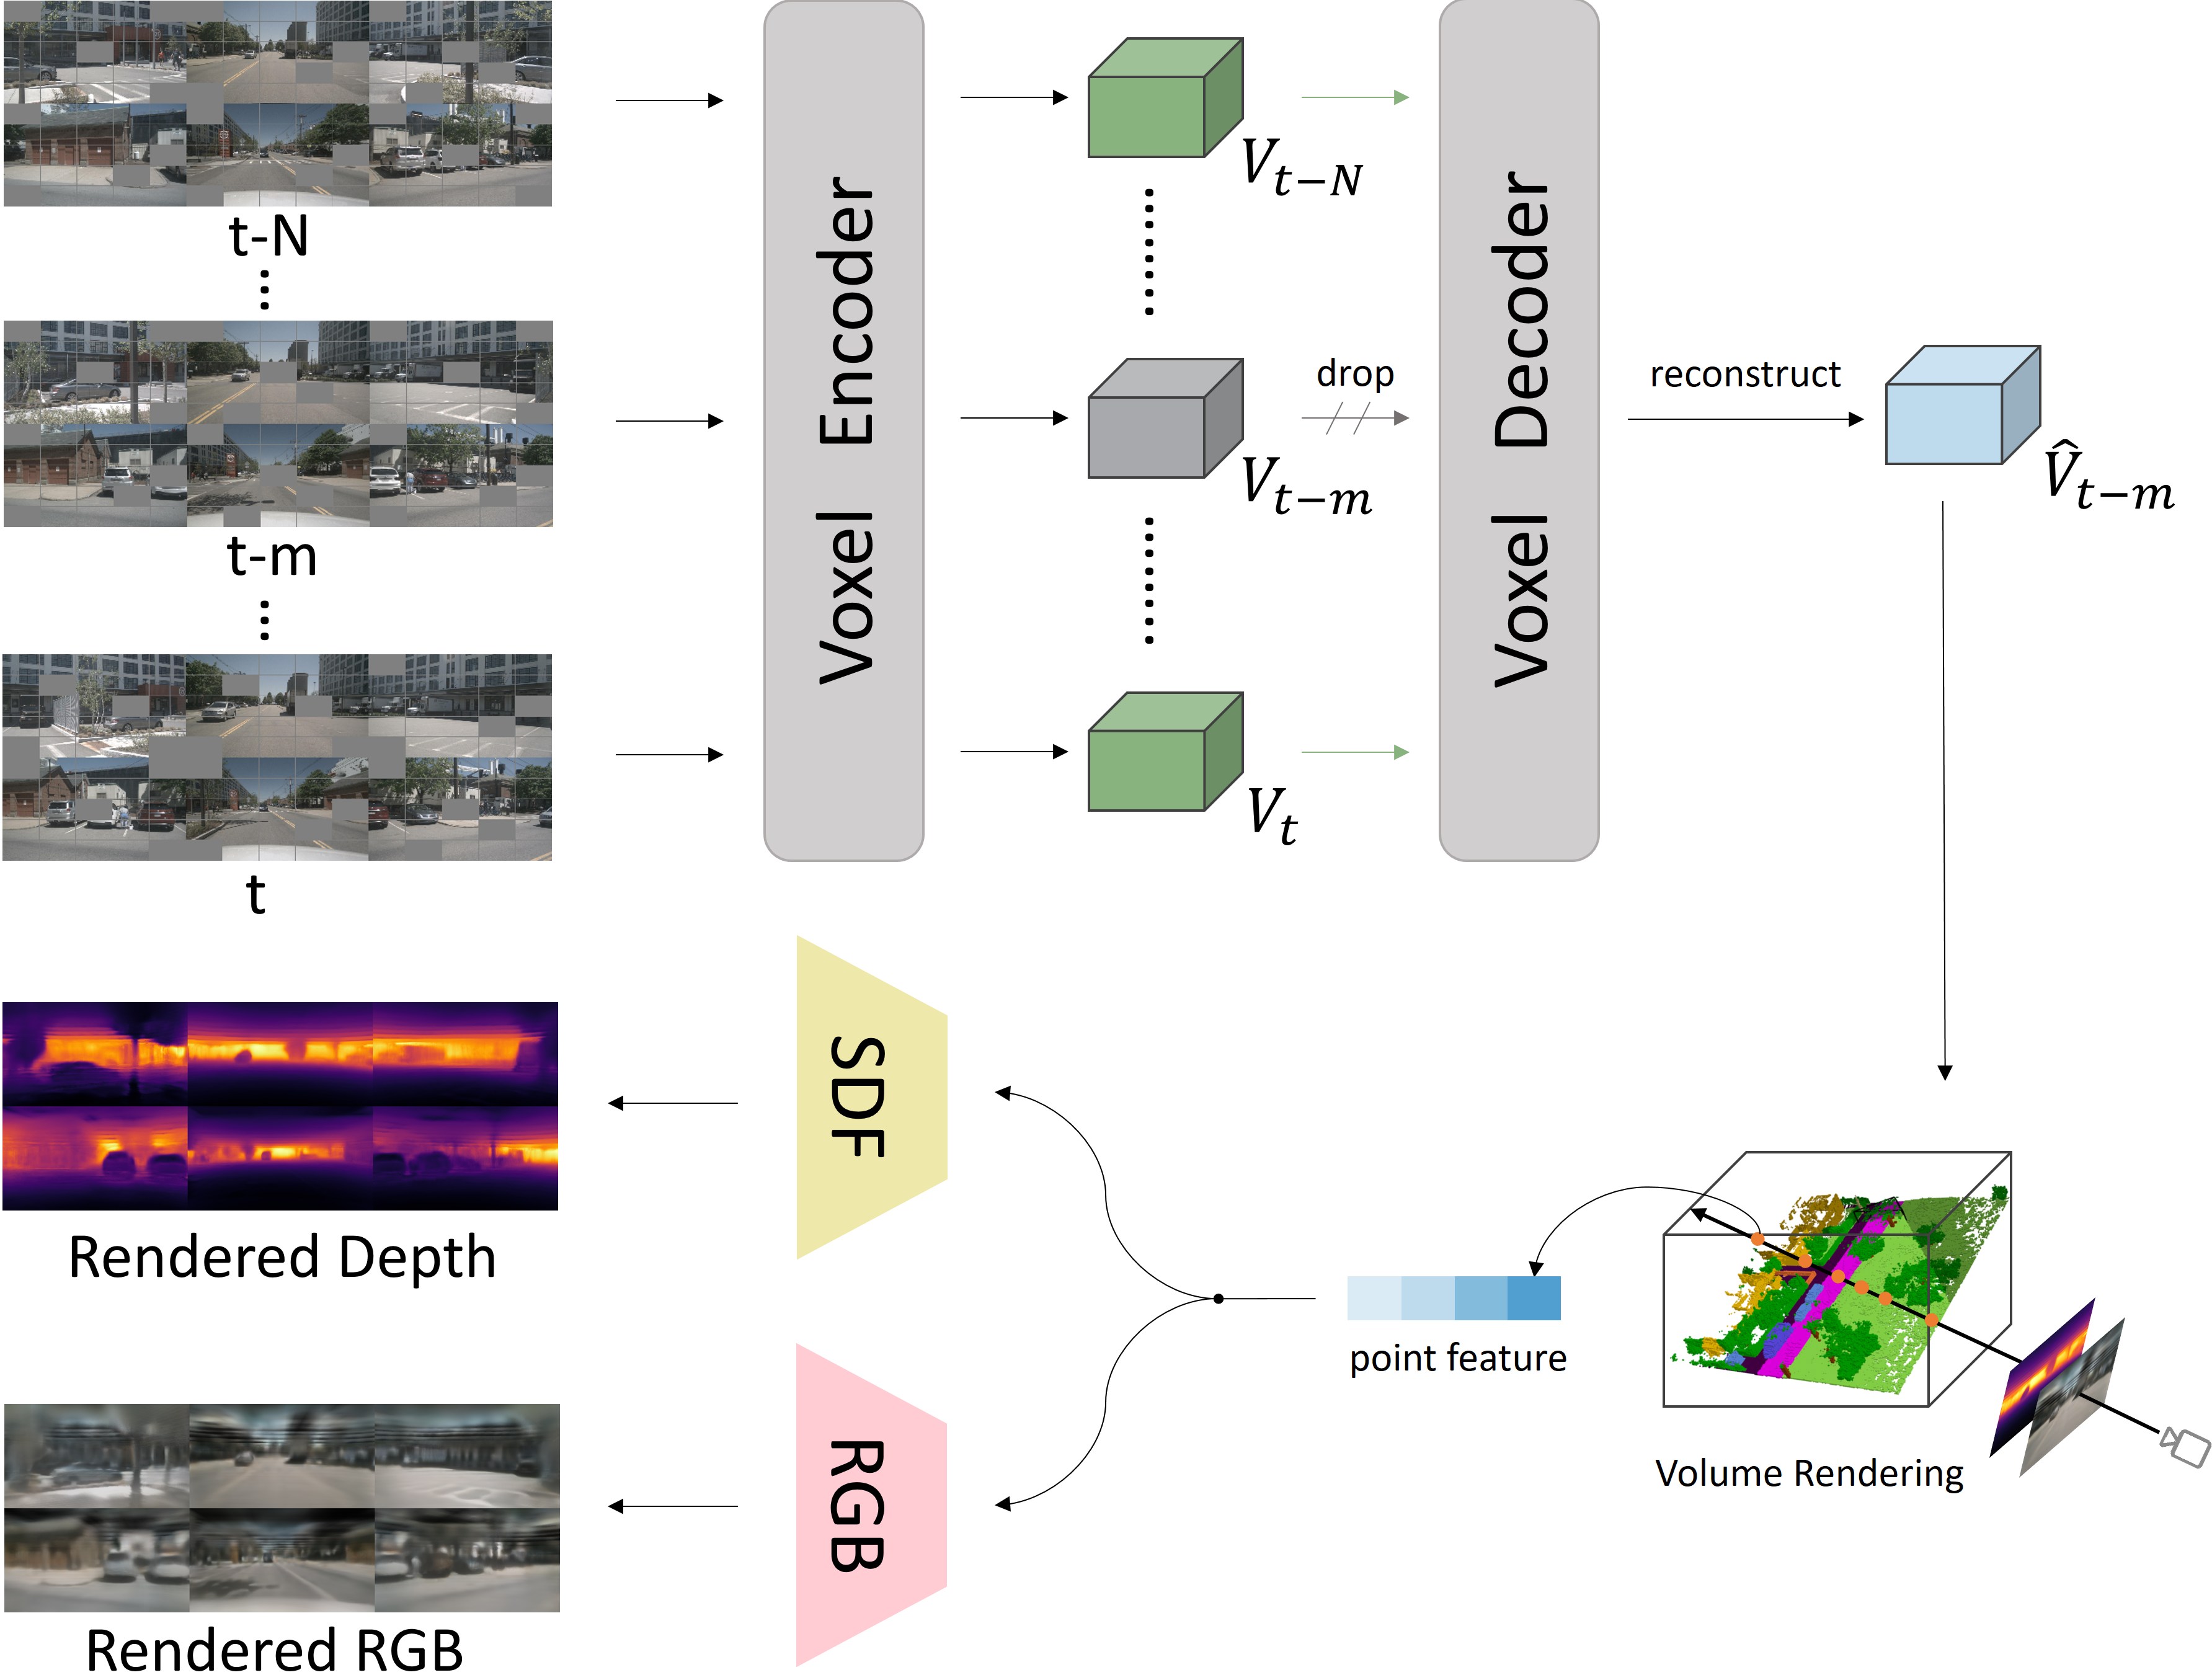 t-N
t-m
t
Voxel Encoder
V_{t-N}
V_{t-m}
V_t
drop
Voxel Decoder
reconstruct
V̂_{t-m}
SDF
RGB
Rendered Depth
Rendered RGB
point feature
Volume Rendering